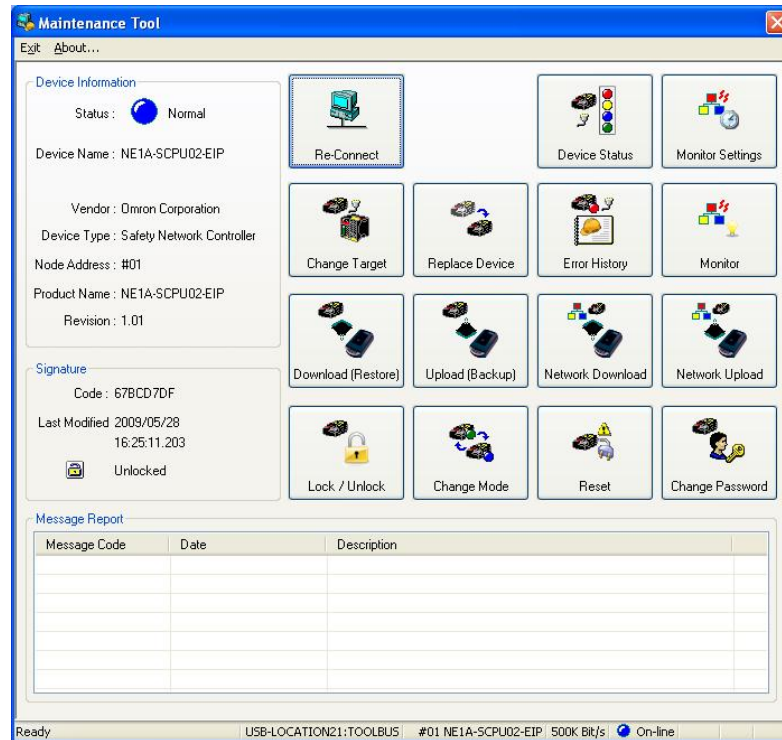 Maintenance Tool
Exit About...
Device Information
Status : Normal
Device Name : NE1A-SCPU02-EIP
Vendor : Omron Corporation
Device Type : Safety Network Controller
Node Address : #01
Product Name : NE1A-SCPU02-EIP
Revision : 1.01
Signature
Code : 67BCD7DF
Last Modified 2009/05/28
16:25:11.203
Unlocked
Re-Connect
Device Status
Monitor Settings
Change Target
Replace Device
Error History
Monitor
Download (Restore)
Upload (Backup)
Network Download
Network Upload
Lock / Unlock
Change Mode
Reset
Change Password
Message Report
Message Code Date Description
Ready USB-LOCATION21:TOOLBUS #01 NE1A-SCPU02-EIP 500K Bit/s On-line